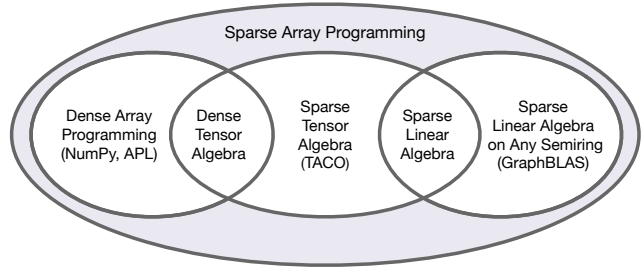 Sparse Array Programming
Dense Array
Programming
(NumPy, APL)
Dense
Tensor
Algebra
Sparse
Tensor
Algebra
(TACO)
Sparse
Linear
Algebra
Sparse
Linear Algebra
on Any Semiring
(GraphBLAS)